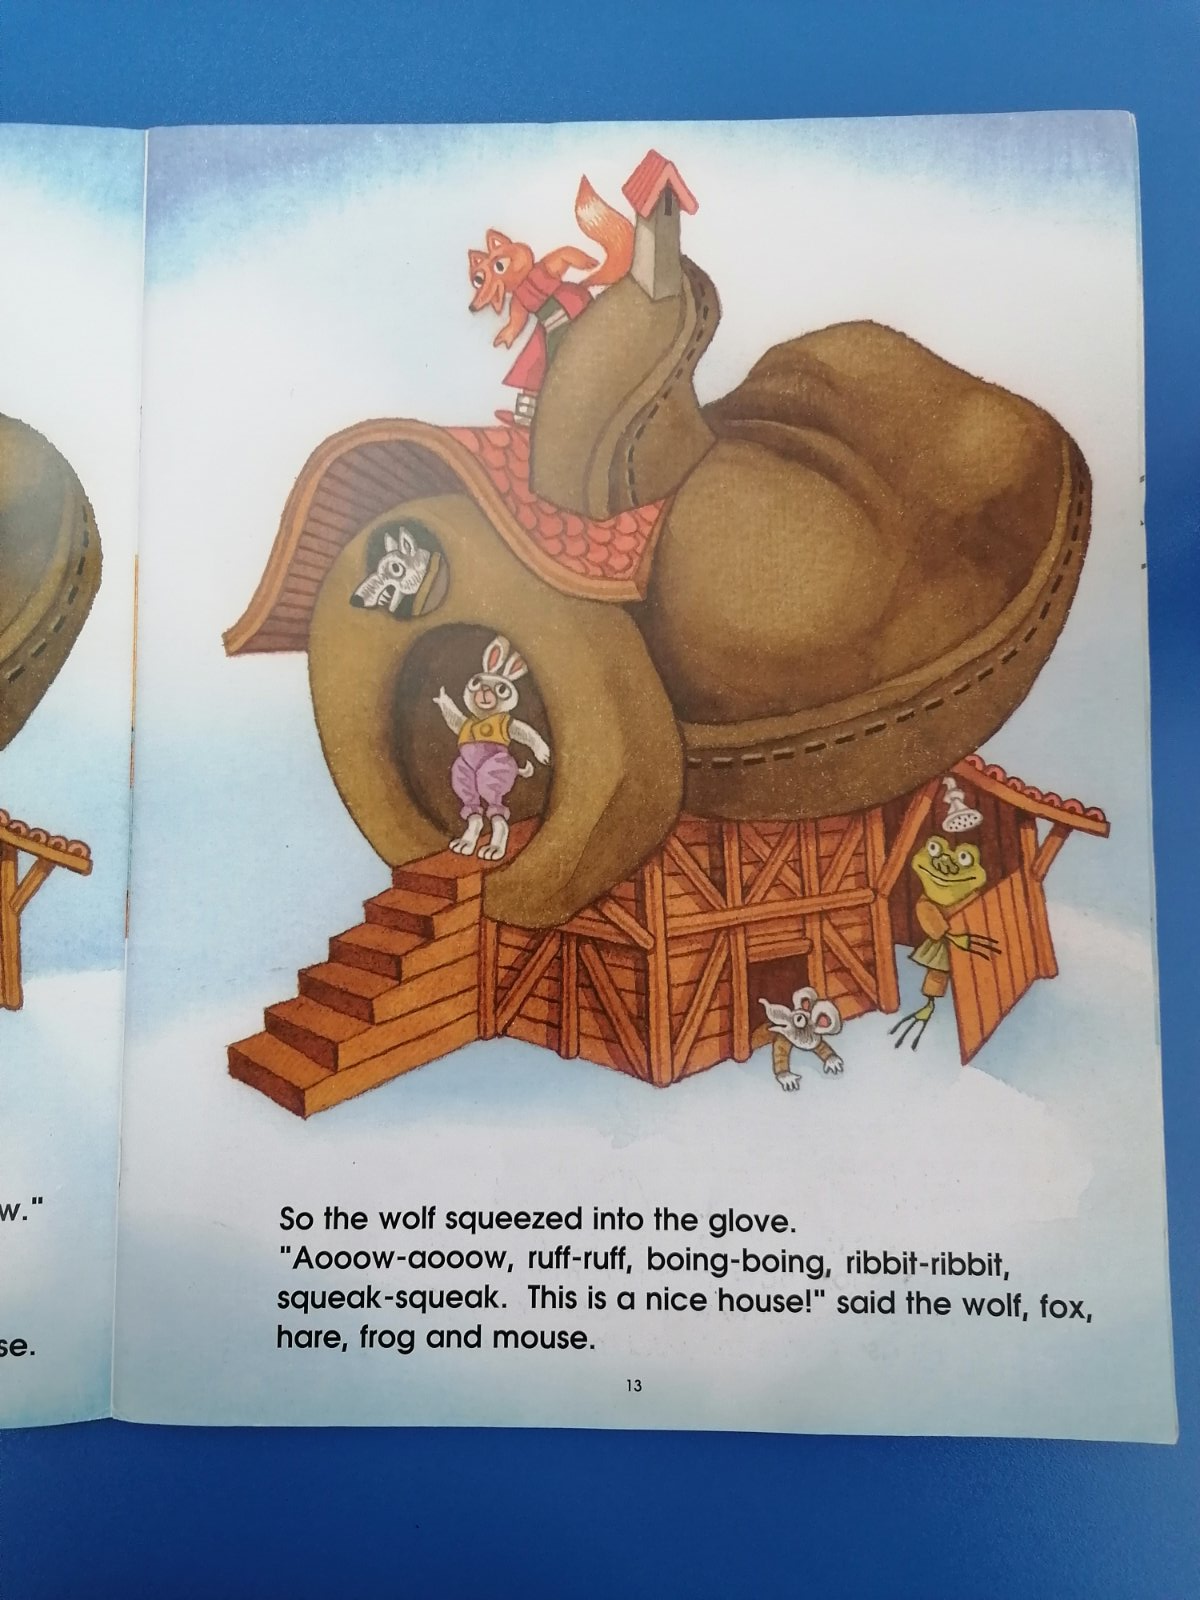 w."
se.
So the wolf squeezed into the glove.
"Aooow-aooow, ruff-ruff, boing-boing, ribbit-ribbit,
squeak-squeak. This is a nice house!" said the wolf, fox,
hare, frog and mouse.
13